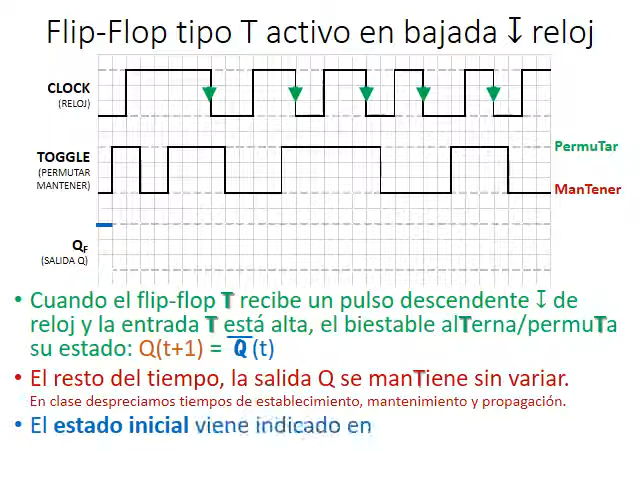 Flip-Flop tipo T activo en bajada ↧ reloj
CLOCK
(RELOJ)
TOGGLE
(PERMUTAR
MANTENER)
PermuTar
ManTener
QF
(SALIDA Q)
• Cuando el flip-flop T recibe un pulso descendente ↧ de
reloj y la entrada T está alta, el biestable alTerna/permuTa
su estado: Q(t+1) = Q̅ (t)
• El resto del tiempo, la salida Q se manTiene sin variar.
En clase despreciamos tiempos de establecimiento, mantenimiento y propagación.
• El estado inicial viene indicado en